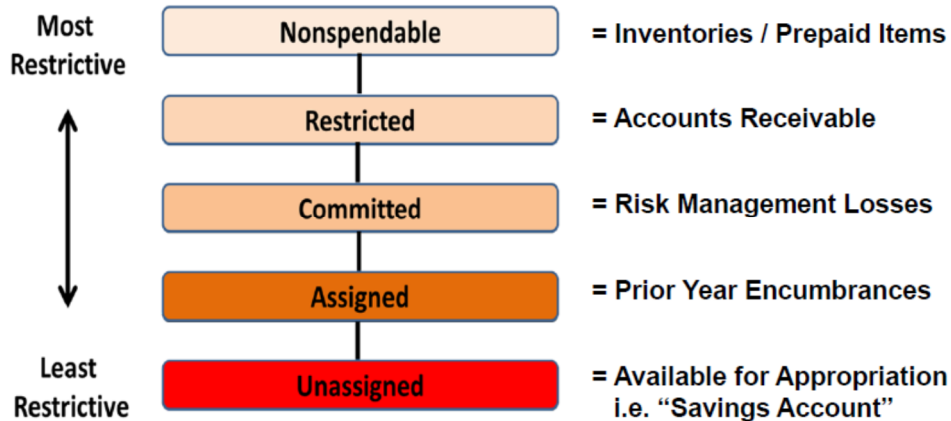 Most
Restrictive
Nonspendable
= Inventories / Prepaid Items
Restricted
= Accounts Receivable
Committed
= Risk Management Losses
Assigned
= Prior Year Encumbrances
Least
Restrictive
Unassigned
= Available for Appropriation
i.e. “Savings Account”